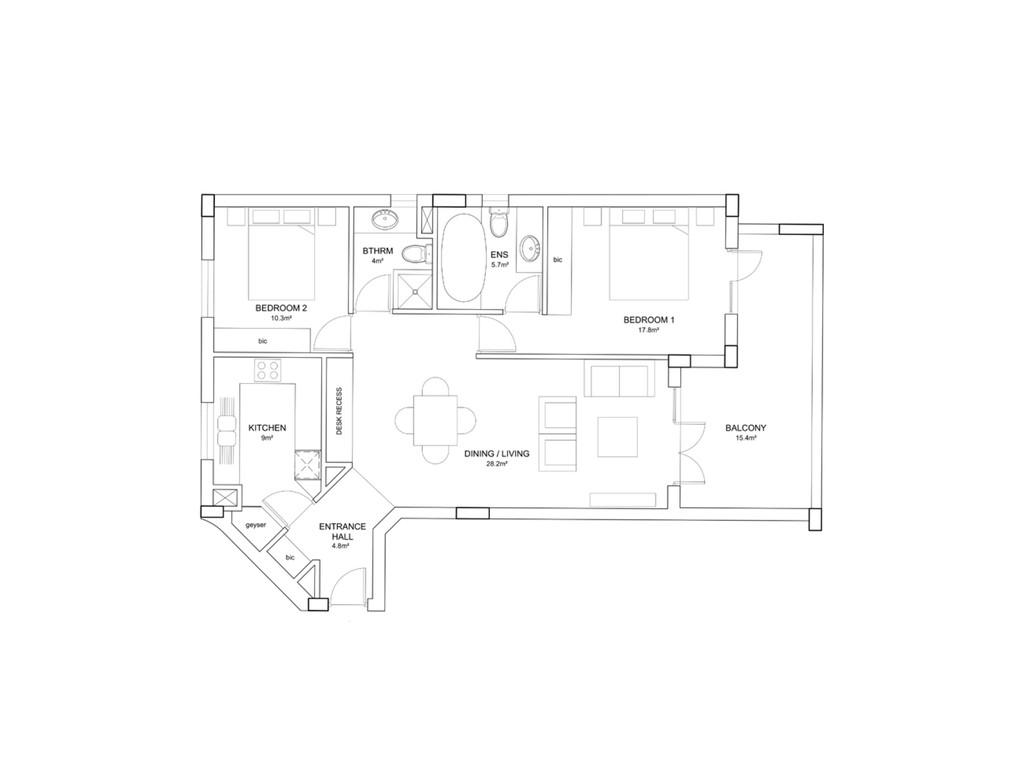 BTHRM
4m²
ENS
5.7m²
bic
BEDROOM 2
10.3m²
BEDROOM 1
17.8m²
bic
DESK RECESS
KITCHEN
9m²
DINING / LIVING
28.2m²
BALCONY
15.4m²
geyser
ENTRANCE
HALL
4.8m²
bic